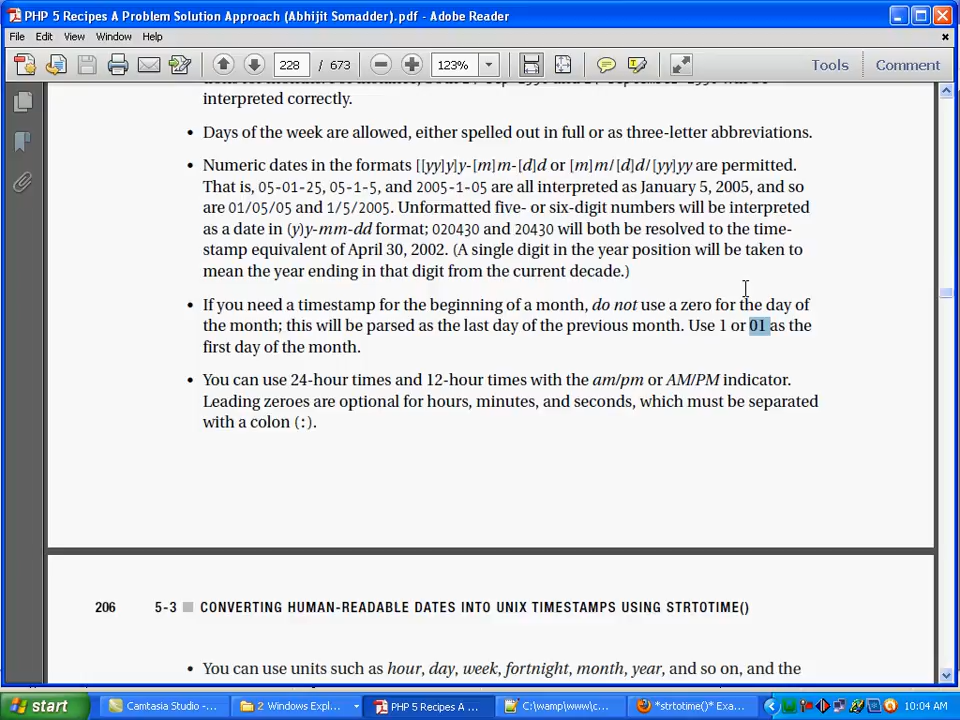 PHP 5 Recipes A Problem Solution Approach (Abhijit Somadder).pdf - Adobe Reader
File Edit View Window Help
228 / 673 123% Tools Comment
interpreted correctly.
• Days of the week are allowed, either spelled out in full or as three-letter abbreviations.
• Numeric dates in the formats [[yy]y]y-[m]m-[d]d or [m]m/[d]d/[yy]yy are permitted.
That is, 05-01-25, 05-1-5, and 2005-1-05 are all interpreted as January 5, 2005, and so
are 01/05/05 and 1/5/2005. Unformatted five- or six-digit numbers will be interpreted
as a date in (y)y-mm-dd format; 020430 and 20430 will both be resolved to the time-
stamp equivalent of April 30, 2002. (A single digit in the year position will be taken to
mean the year ending in that digit from the current decade.)
• If you need a timestamp for the beginning of a month, do not use a zero for the day of
the month; this will be parsed as the last day of the previous month. Use 1 or 01 as the
first day of the month.
• You can use 24-hour times and 12-hour times with the am/pm or AM/PM indicator.
Leading zeroes are optional for hours, minutes, and seconds, which must be separated
with a colon (:).
206 5-3 ■ CONVERTING HUMAN-READABLE DATES INTO UNIX TIMESTAMPS USING STRTOTIME()
• You can use units such as hour, day, week, fortnight, month, year, and so on, and the
start Camtasia Studio -... 2 Windows Expl... PHP 5 Recipes A ... C:\wamp\www\c... *strtotime()* Exa... 10:04 AM